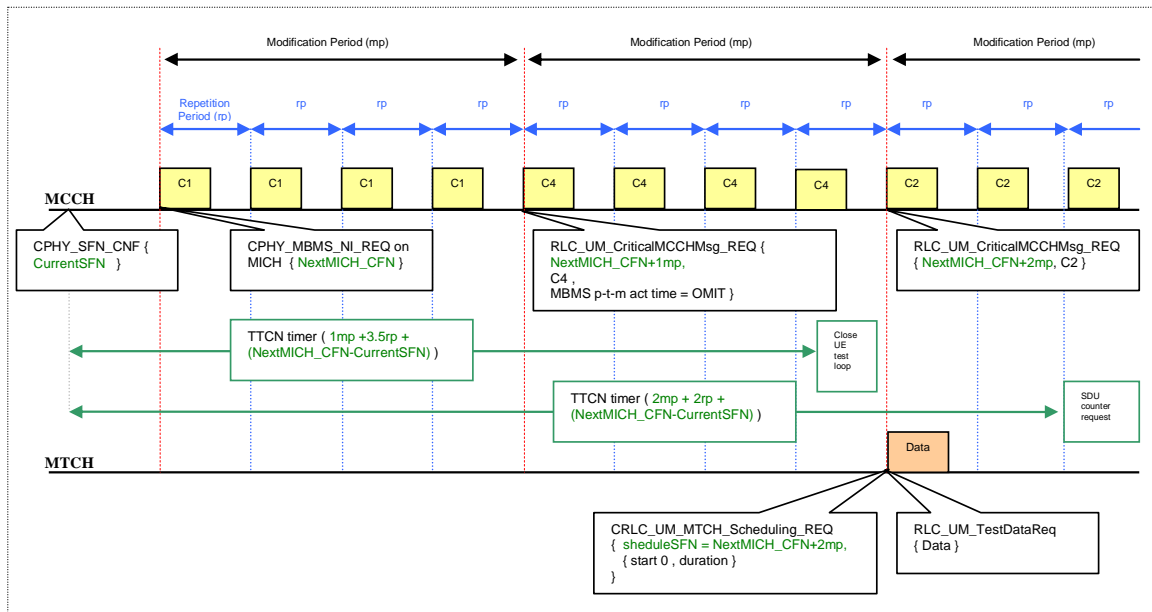 Modification Period (mp)
Modification Period (mp)
Modification Period (mp)
Repetition
Period (rp)
rp
rp
rp
rp
rp
rp
rp
rp
rp
rp
C1
C1
C1
C1
C4
C4
C4
C4
C2
C2
C2
MCCH
CPHY_SFN_CNF {
CurrentSFN }
CPHY_MBMS_NI_REQ on
MICH { NextMICH_CFN }
RLC_UM_CriticalMCCHMsg_REQ {
NextMICH_CFN+1mp,
C4 ,
MBMS p-t-m act time = OMIT }
RLC_UM_CriticalMCCHMsg_REQ
{ NextMICH_CFN+2mp, C2 }
TTCN timer ( 1mp +3.5rp +
(NextMICH_CFN-CurrentSFN) )
Close
UE
test
loop
TTCN timer ( 2mp + 2rp +
(NextMICH_CFN-CurrentSFN) )
SDU
counter
request
Data
MTCH
CRLC_UM_MTCH_Scheduling_REQ
{ sheduleSFN = NextMICH_CFN+2mp,
{ start 0 , duration }
}
RLC_UM_TestDataReq
{ Data }